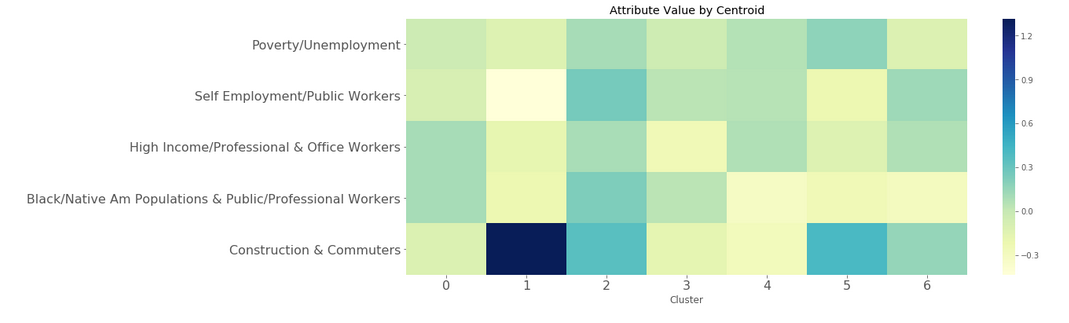 Attribute Value by Centroid
Poverty/Unemployment
Self Employment/Public Workers
High Income/Professional & Office Workers
Black/Native Am Populations & Public/Professional Workers
Construction & Commuters
0 1 2 3 4 5 6
Cluster
1.2
0.9
0.6
0.3
0.0
−0.3